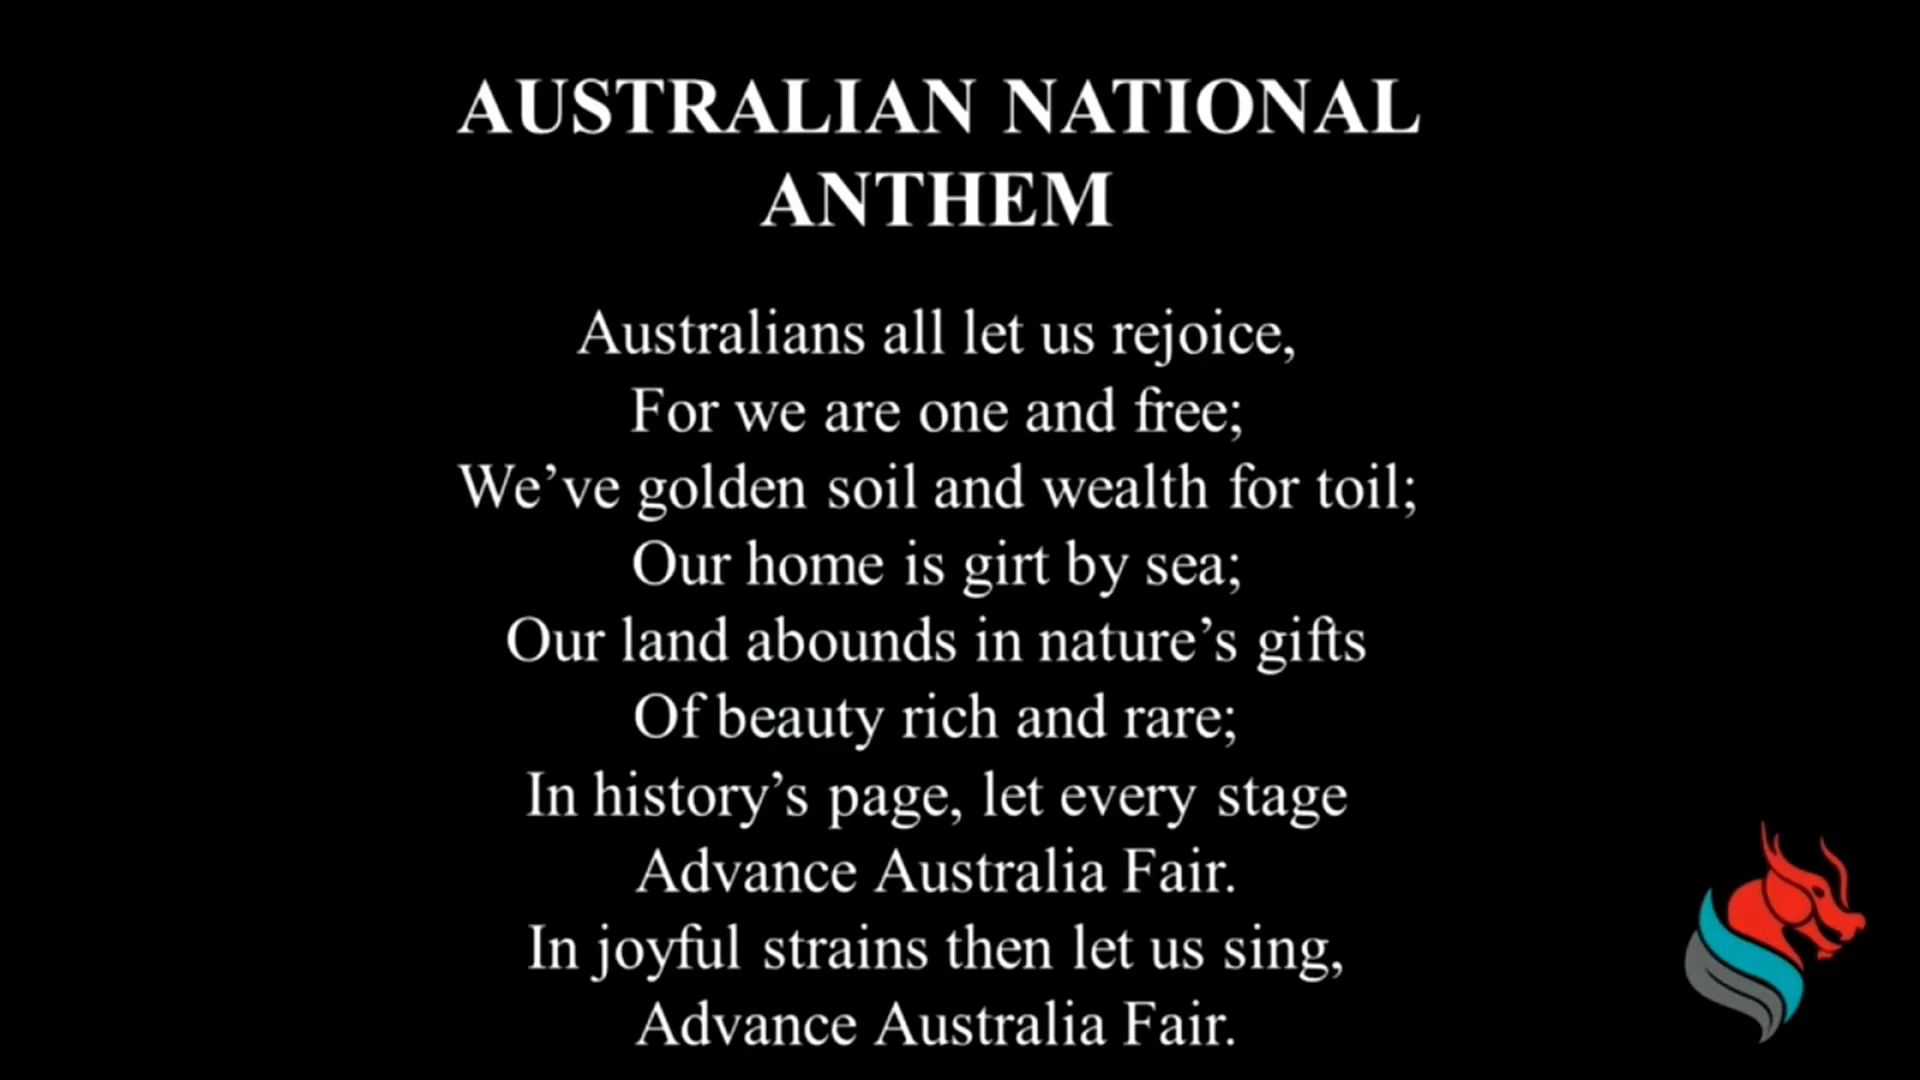 AUSTRALIAN NATIONAL
ANTHEM
Australians all let us rejoice,
For we are one and free;
We’ve golden soil and wealth for toil;
Our home is girt by sea;
Our land abounds in nature’s gifts
Of beauty rich and rare;
In history’s page, let every stage
Advance Australia Fair.
In joyful strains then let us sing,
Advance Australia Fair.